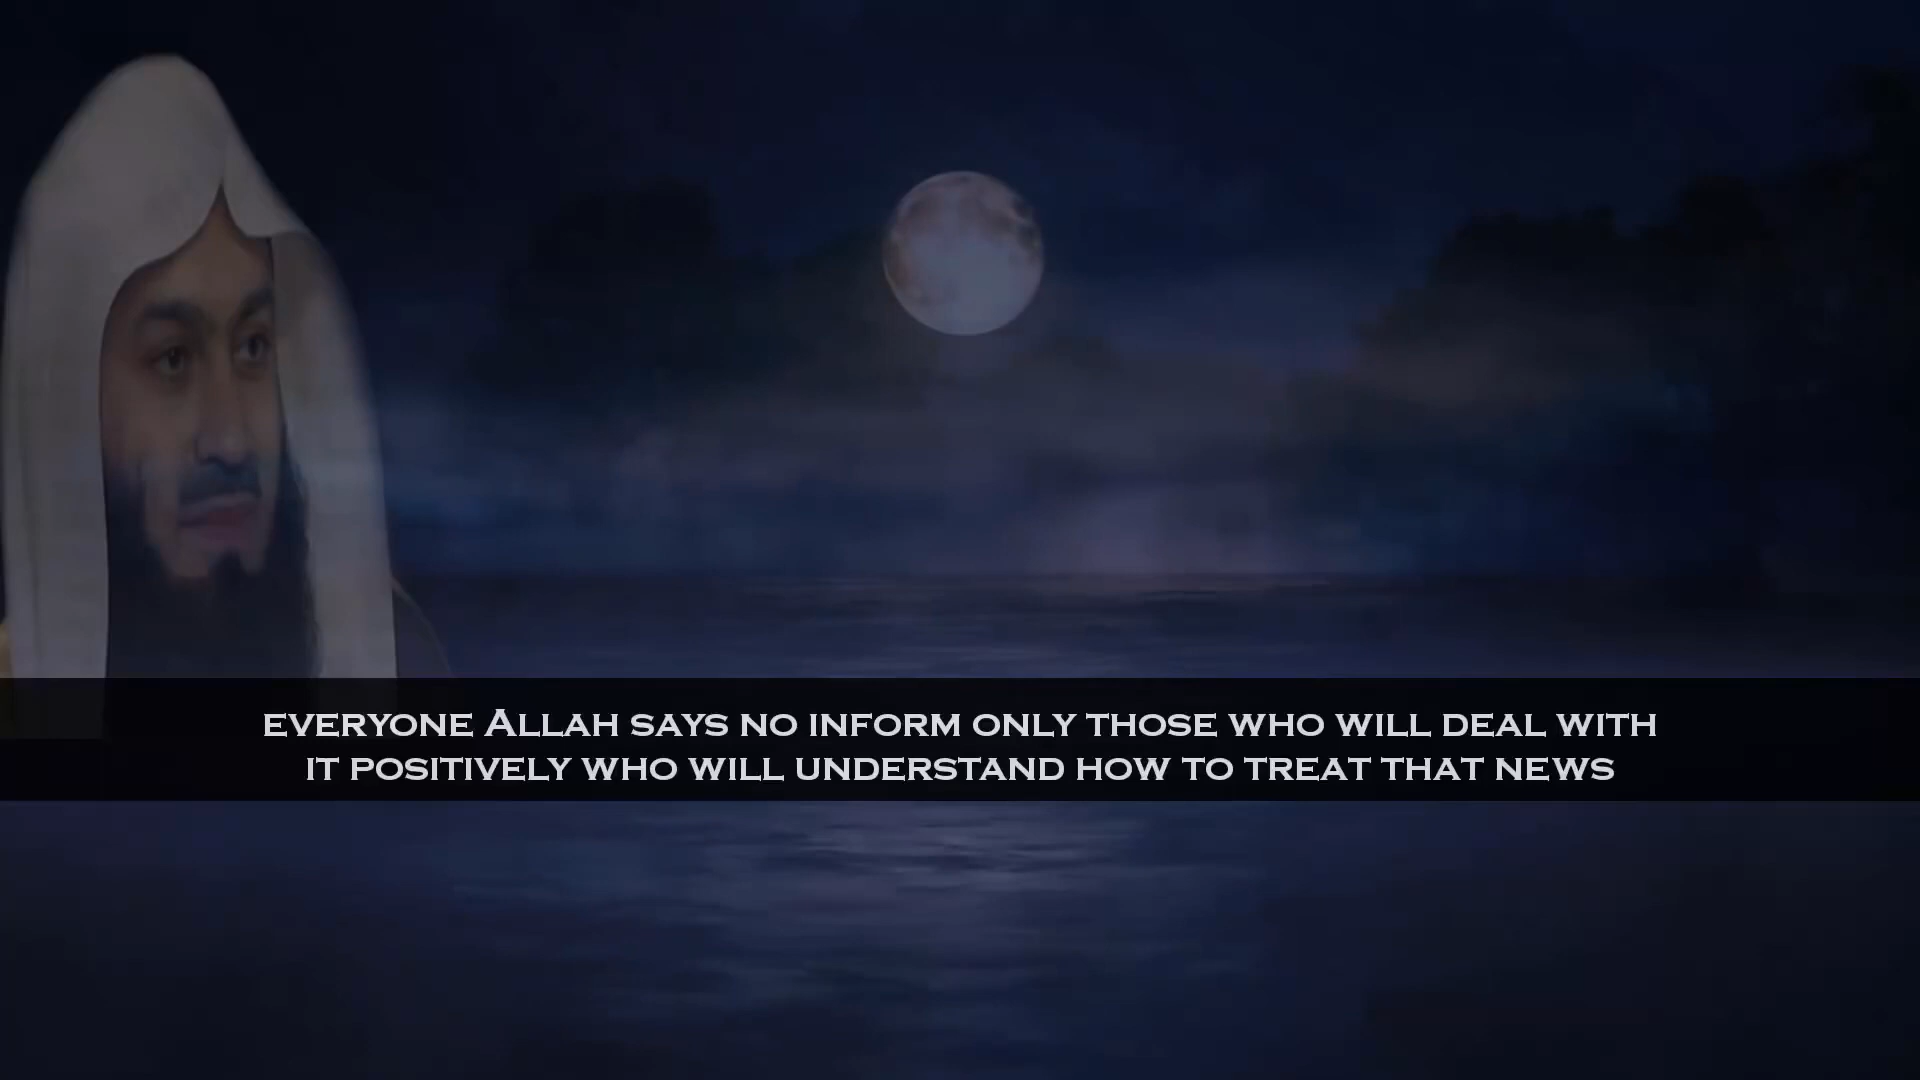 everyone Allah says no inform only those who will deal with
it positively who will understand how to treat that news